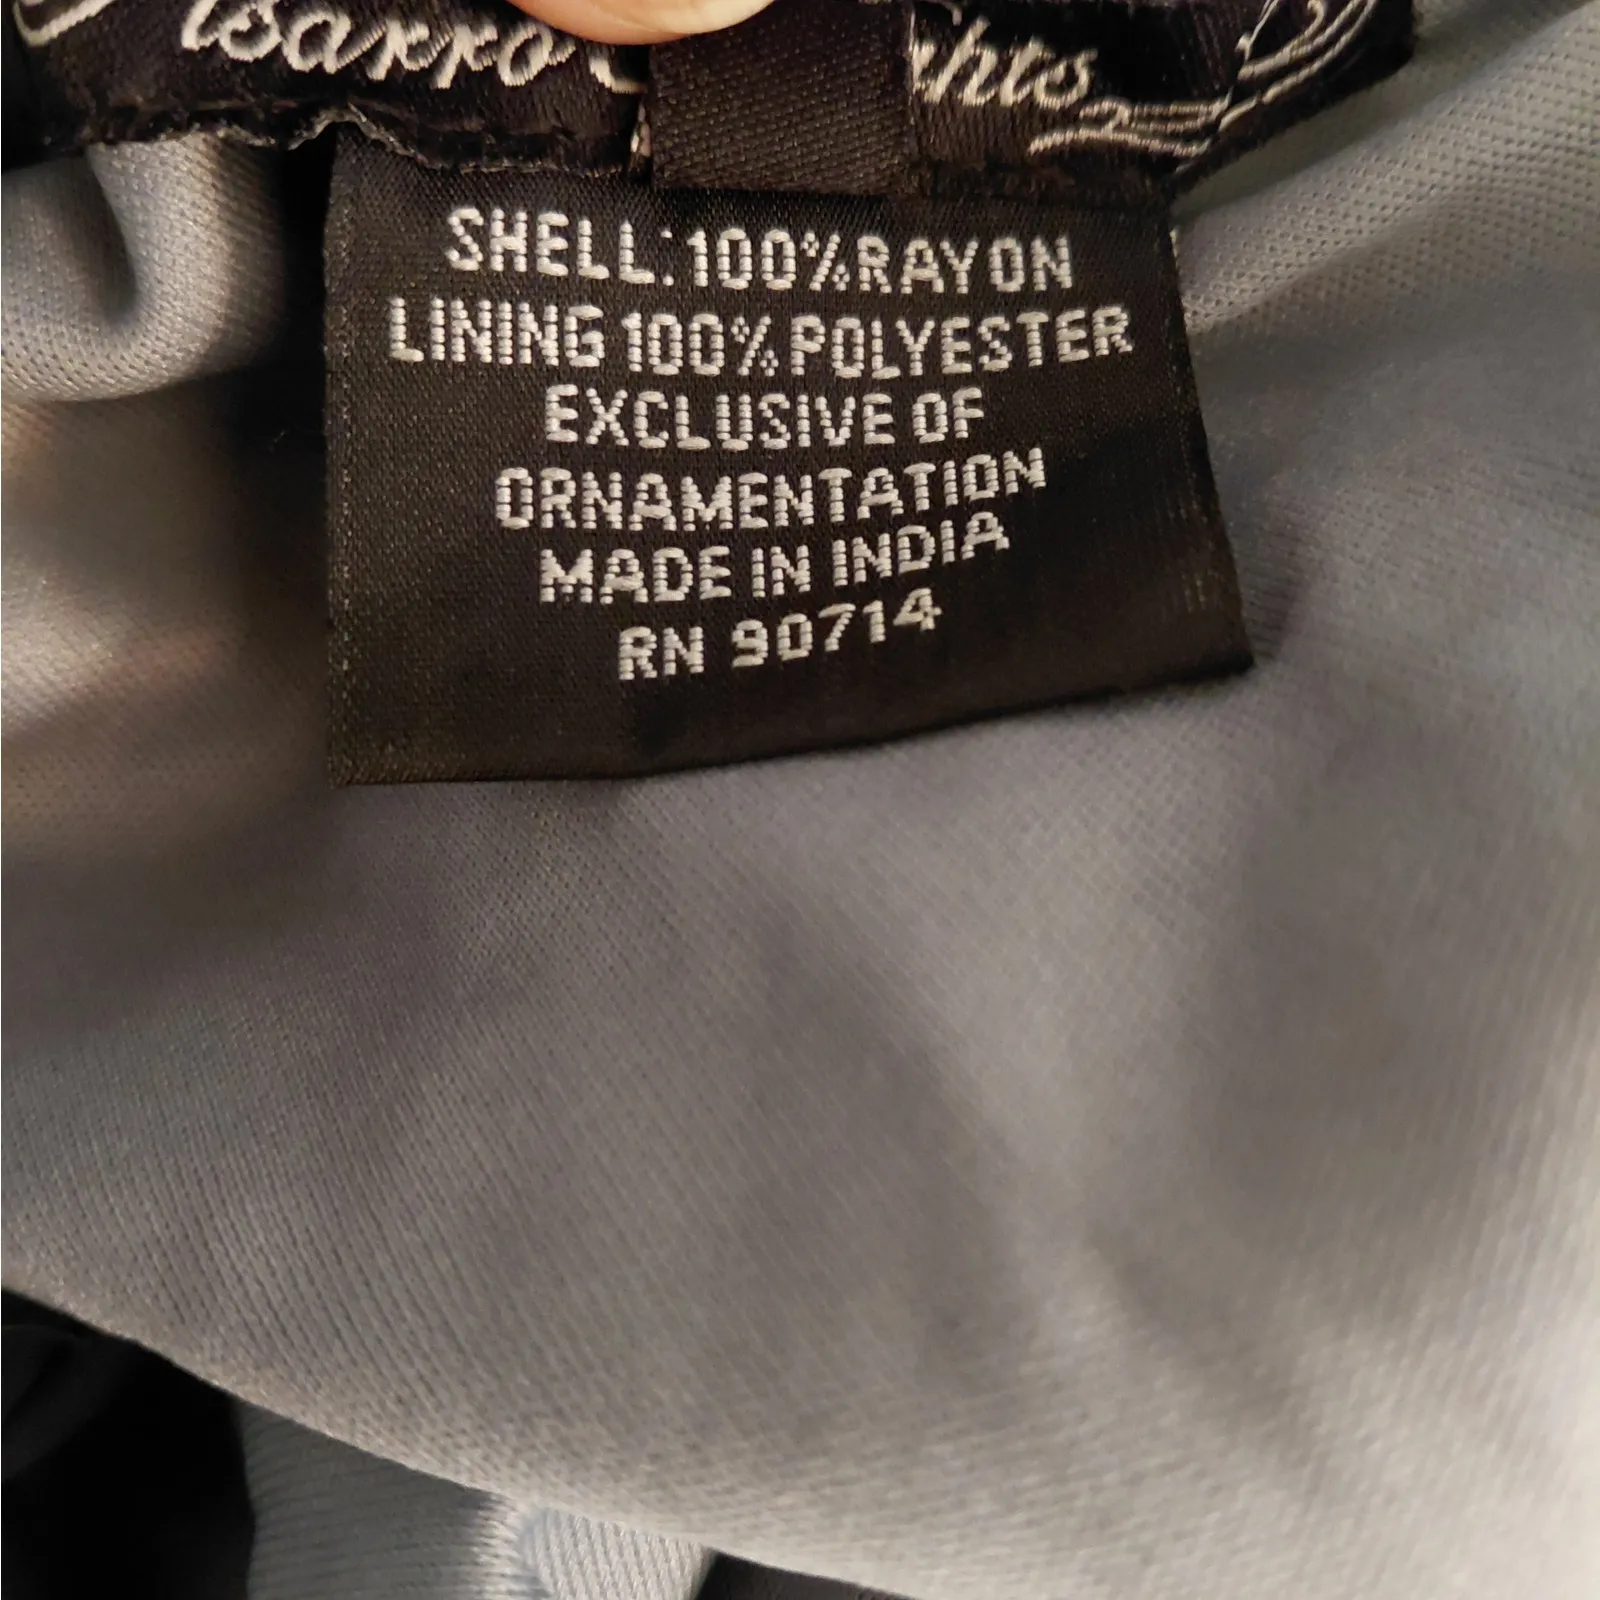 SHELL: 100% RAYON
LINING 100% POLYESTER
EXCLUSIVE OF
ORNAMENTATION
MADE IN INDIA
RN 90714